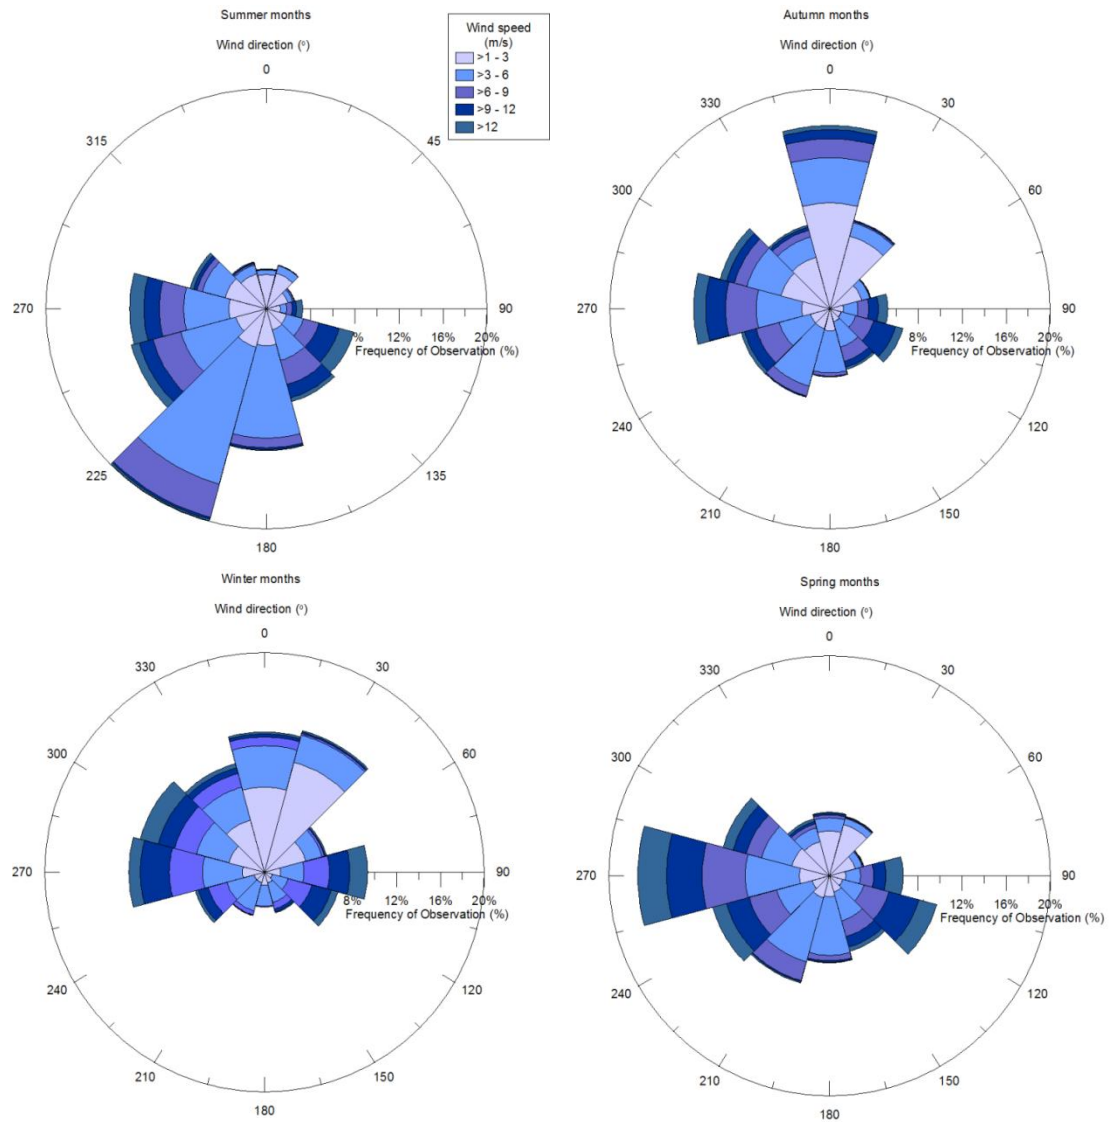 Summer months
Wind direction (°)
0
45
90
135
180
225
270
315
% 12% 16% 20%
Frequency of Observation (%)
Wind speed
(m/s)
>1 - 3
>3 - 6
>6 - 9
>9 - 12
>12
Autumn months
Wind direction (°)
0
30
60
90
120
150
180
210
240
270
300
330
8% 12% 16% 20%
Frequency of Observation (%)
Winter months
Wind direction (°)
0
30
60
90
120
150
180
210
240
270
300
330
8% 12% 16% 20%
Frequency of Observation (%)
Spring months
Wind direction (°)
0
30
60
90
120
150
180
210
240
270
300
330
12% 16% 20%
Frequency of Observation (%)